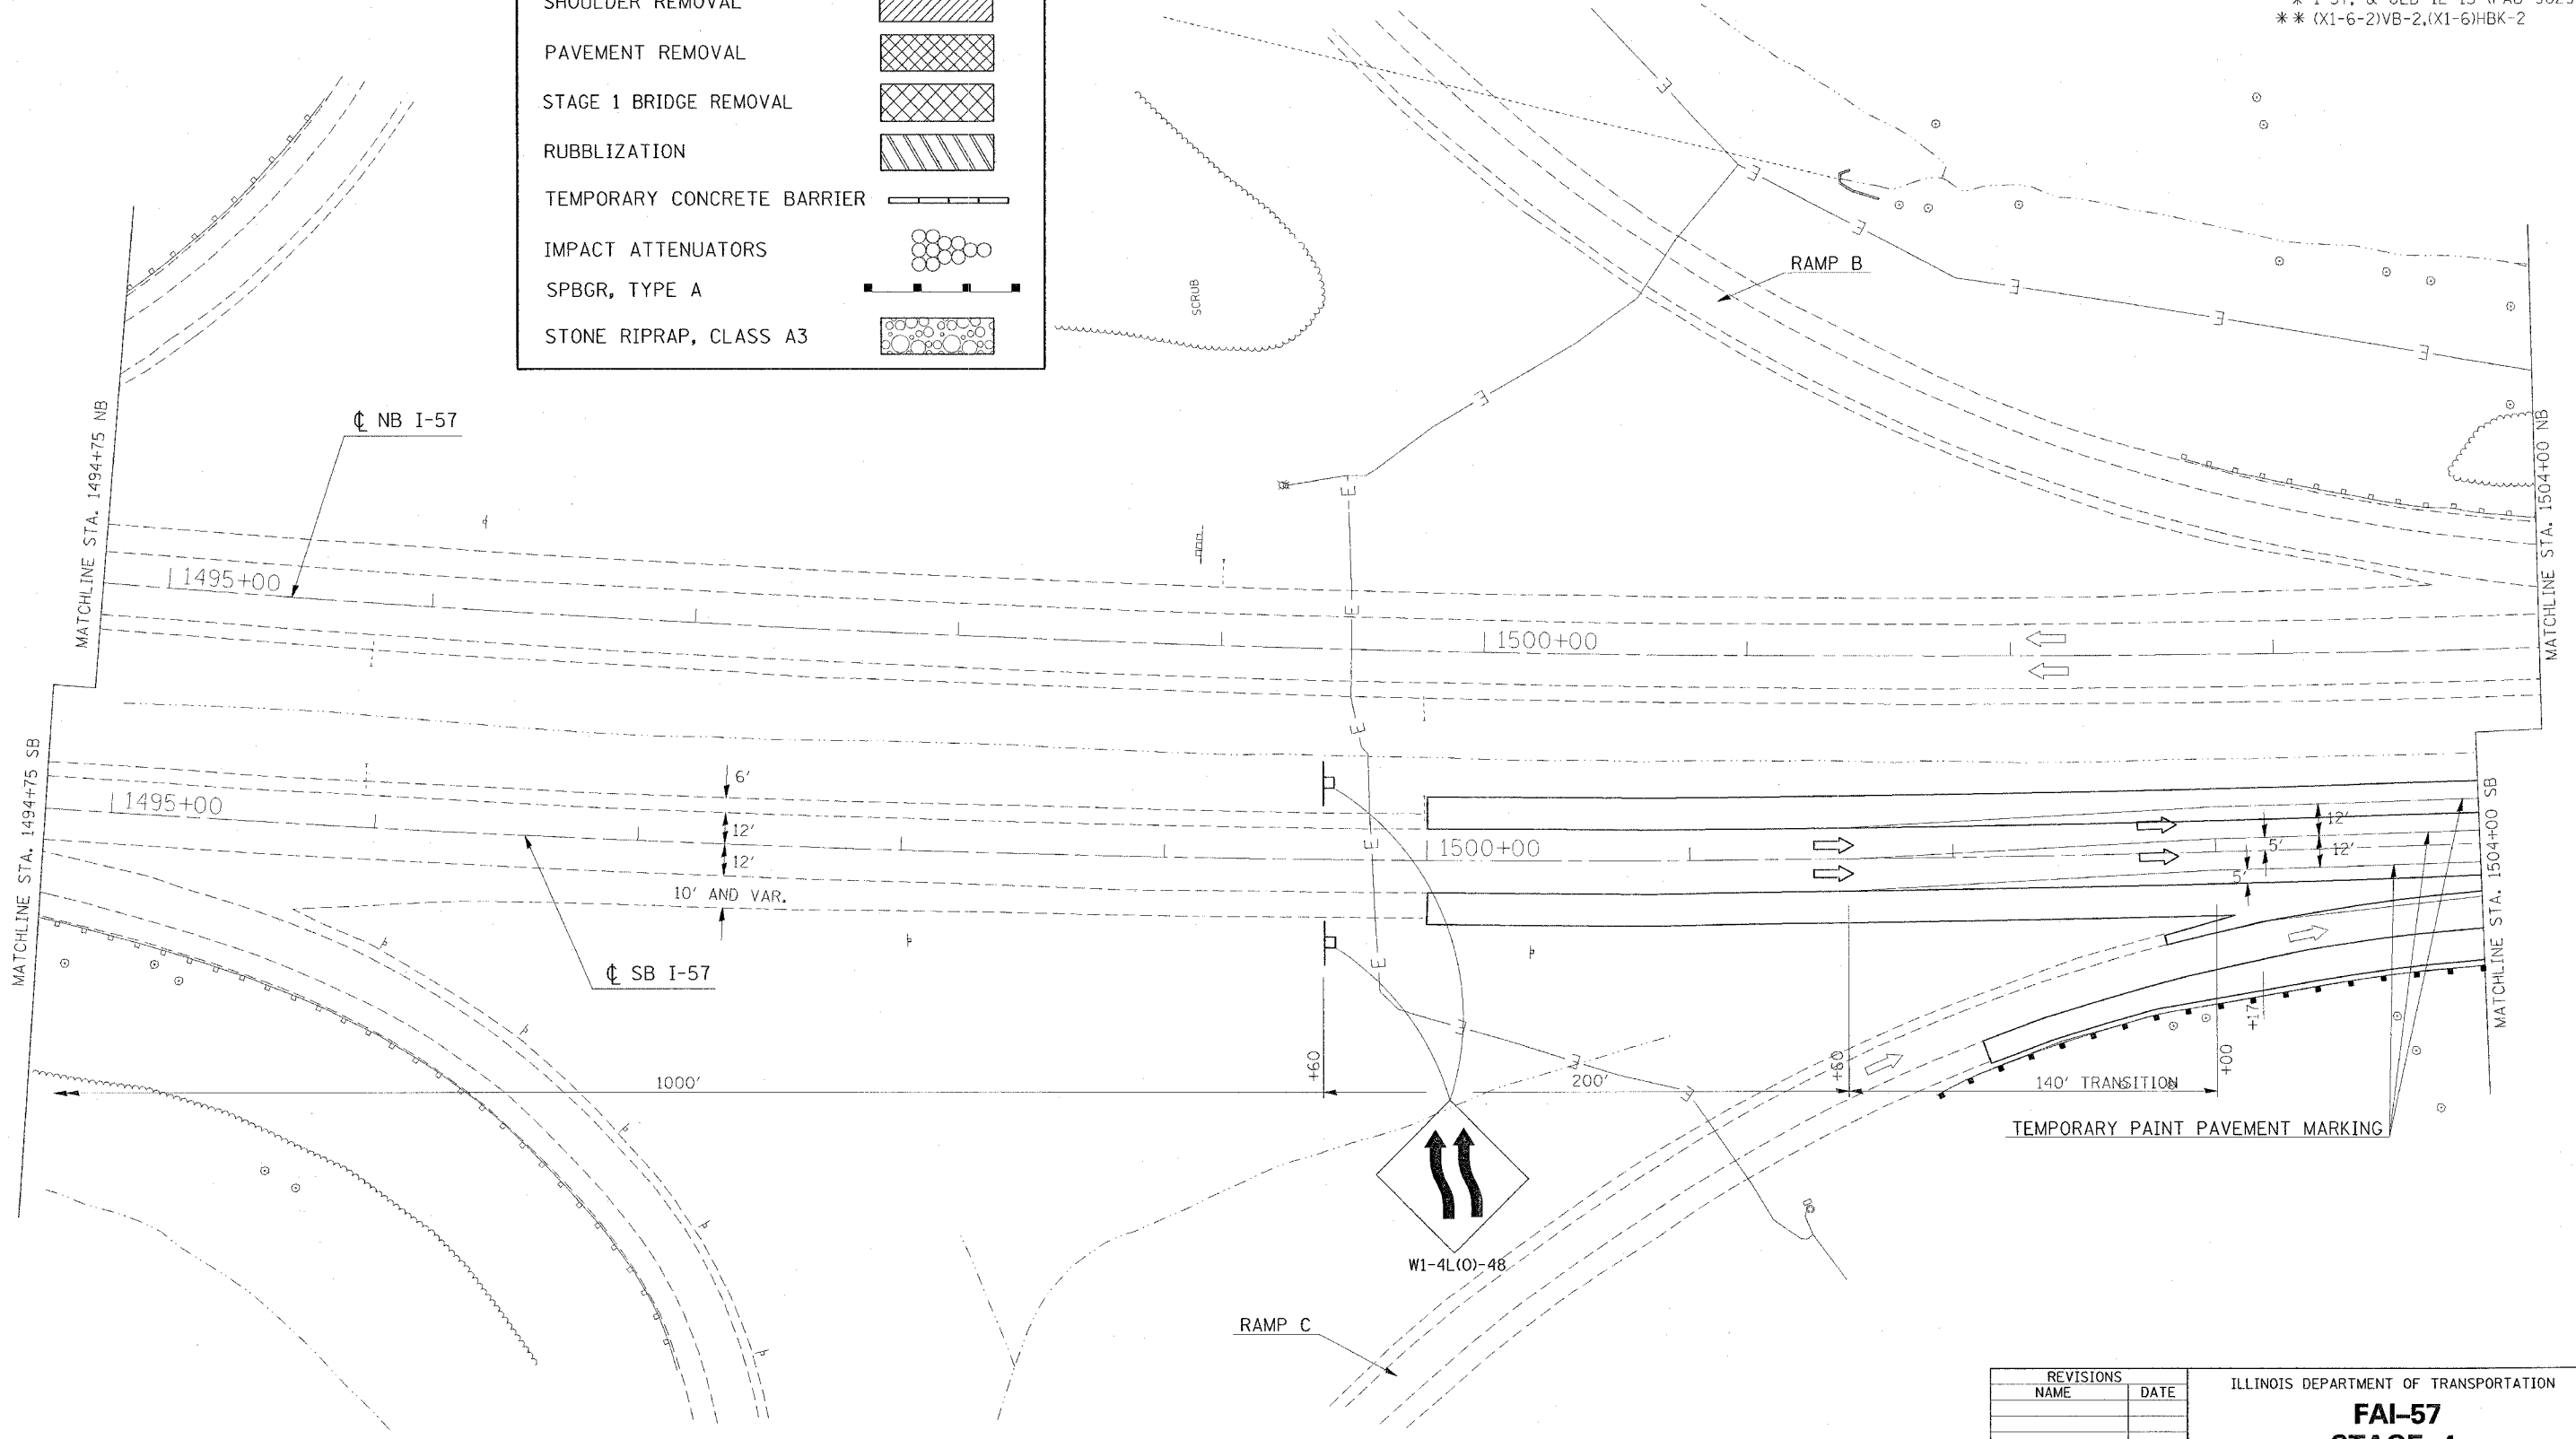 SHOULDER REMOVAL
PAVEMENT REMOVAL
STAGE 1 BRIDGE REMOVAL
RUBBLIZATION
TEMPORARY CONCRETE BARRIER
IMPACT ATTENUATORS
SPBGR, TYPE A
STONE RIPRAP, CLASS A3
** (X1-6-2)VB-2,(X1-6)HBK-2
SCRUB
RAMP B
E
E
E
E
E
E
E
MATCHLINE STA. 1494+75 NB
℄ NB I-57
MATCHLINE STA. 1504+00 NB
1495+00
1500+00
E
E
E
E
E
E
E
E
MATCHLINE STA. 1494+75 SB
1495+00
6'
12'
12'
10' AND VAR.
℄ SB I-57
1500+00
12'
5'
12'
5'
MATCHLINE STA. 1504+00 SB
+17
+60
+60
+00
1000'
200'
140' TRANSITION
TEMPORARY PAINT PAVEMENT MARKING
W1-4L(O)-48
RAMP C
REVISIONS
NAME DATE
ILLINOIS DEPARTMENT OF TRANSPORTATION
FAI-57